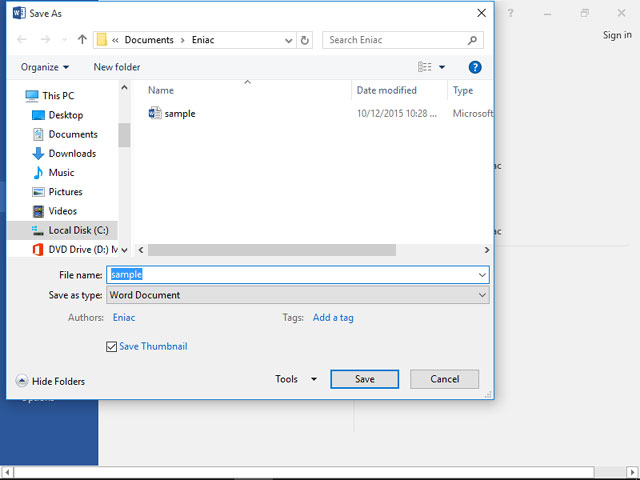 Save As
?
Sign in
« Documents > Eniac
Search Eniac
Organize
New folder
?
Name
Date modified
Type
This PC
Desktop
Documents
Downloads
Music
Pictures
Videos
Local Disk (C:)
DVD Drive (D:) M
sample
10/12/2015 10:28 ...
Microsoft
ac
ac
File name:
sample
Save as type:
Word Document
Authors:
Eniac
Tags:
Add a tag
Save Thumbnail
Hide Folders
Tools
Save
Cancel